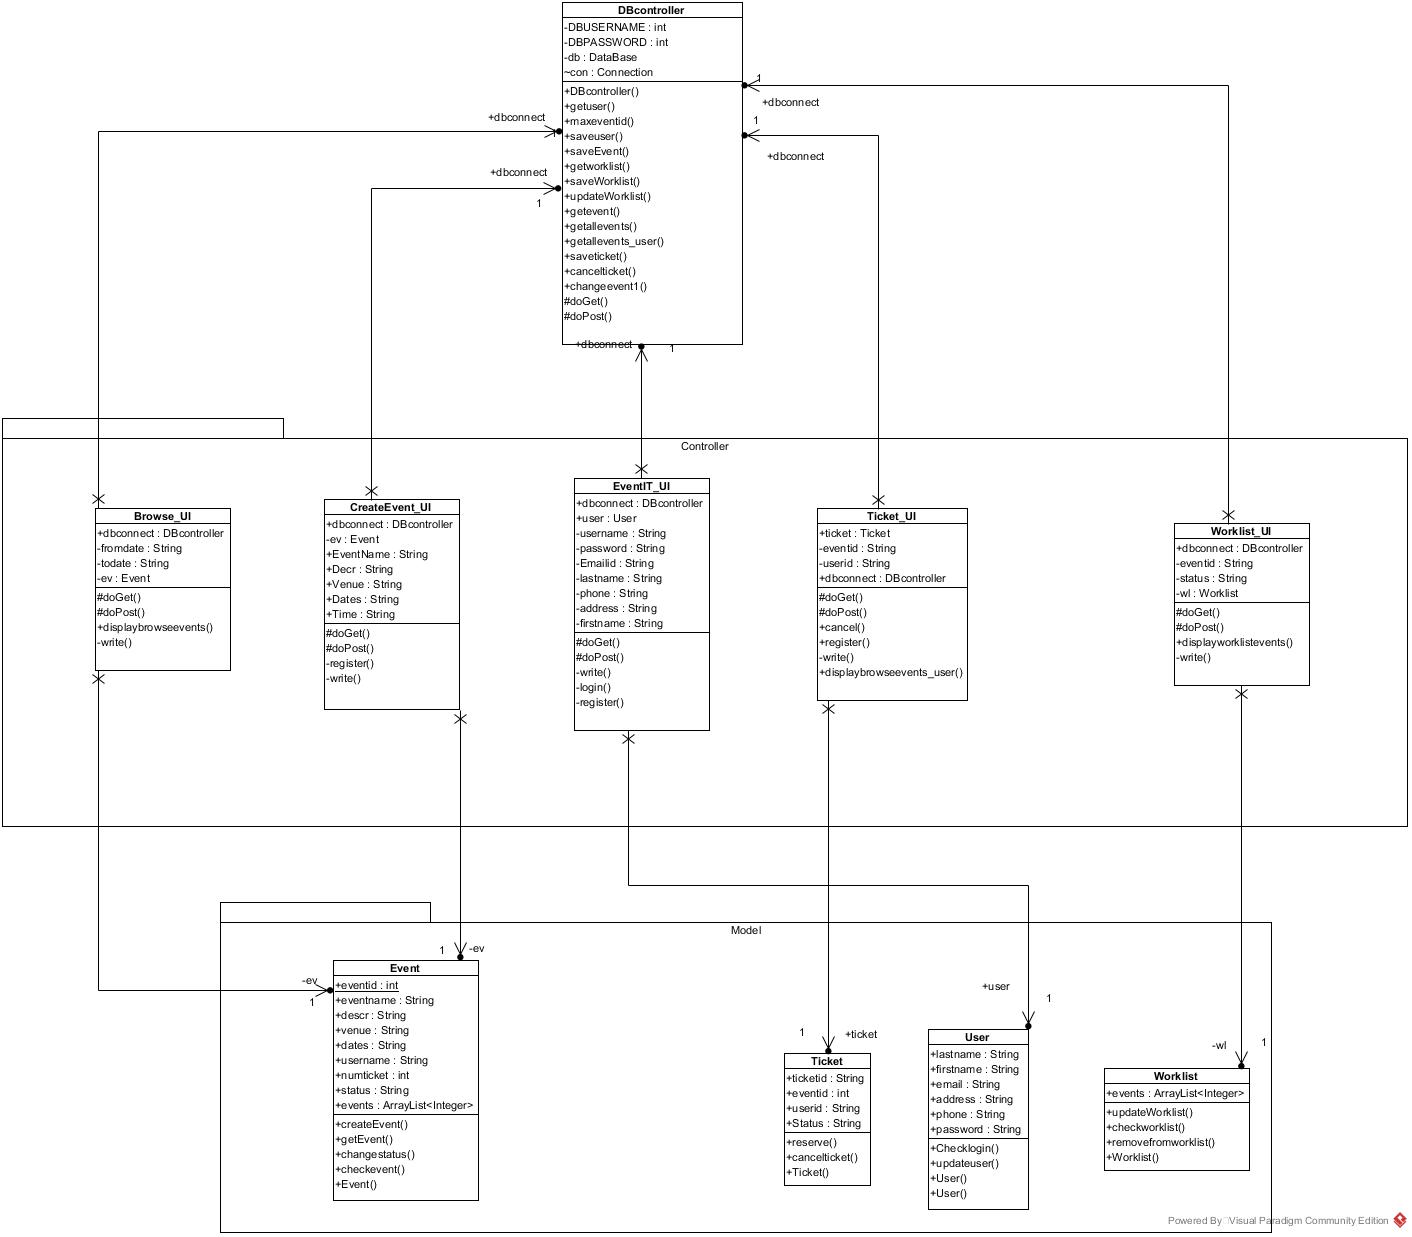 DBcontroller
-DBUSERNAME : int
-DBPASSWORD : int
-db : DataBase
~con : Connection
+DBcontroller()
+getuser()
+maxeventid()
+saveuser()
+saveEvent()
+getworklist()
+saveWorklist()
+updateWorklist()
+getevent()
+getallevents()
+getallevents_user()
+saveticket()
+cancelticket()
+changeevent1()
#doGet()
#doPost()
+dbconnect
1
+dbconnect
1
+dbconnect
1
1
+dbconnect
1
+dbconnect
Controller
Browse_UI
+dbconnect : DBcontroller
-fromdate : String
-todate : String
-ev : Event
#doGet()
#doPost()
+displaybrowseevents()
-write()
CreateEvent_UI
+dbconnect : DBcontroller
-ev : Event
+EventName : String
+Decr : String
+Venue : String
+Dates : String
+Time : String
#doGet()
#doPost()
-register()
-write()
EventIT_UI
+dbconnect : DBcontroller
+user : User
-username : String
-password : String
-Emailid : String
-lastname : String
-phone : String
-address : String
-firstname : String
#doGet()
#doPost()
-write()
-login()
-register()
Ticket_UI
+ticket : Ticket
-eventid : String
-userid : String
+dbconnect : DBcontroller
#doGet()
#doPost()
+cancel()
+register()
-write()
+displaybrowseevents_user()
Worklist_UI
+dbconnect : DBcontroller
-eventid : String
-status : String
-wl : Worklist
#doGet()
#doPost()
+displayworklistevents()
-write()
Model
1
-ev
-ev
1
Event
+eventid : int
+eventname : String
+descr : String
+venue : String
+dates : String
+username : String
+numticket : int
+status : String
+events : ArrayList<Integer>
+createEvent()
+getEvent()
+changestatus()
+checkevent()
+Event()
1
+ticket
Ticket
+ticketid : String
+eventid : int
+userid : String
+Status : String
+reserve()
+cancelticket()
+Ticket()
+user
1
User
+lastname : String
+firstname : String
+email : String
+address : String
+phone : String
+password : String
+Checklogin()
+updateuser()
+User()
+User()
-wl
1
Worklist
+events : ArrayList<Integer>
+updateWorklist()
+checkworklist()
+removefromworklist()
+Worklist()
Powered By Visual Paradigm Community Edition